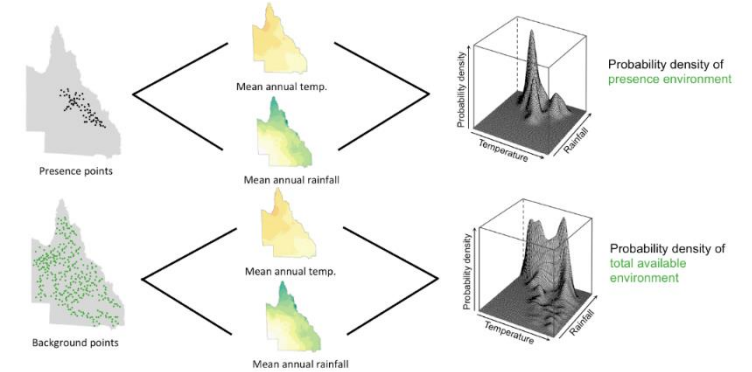 Presence points
Mean annual temp.
Mean annual rainfall
Probability density
Temperature
Rainfall
Probability density of
presence environment
Background points
Mean annual temp.
Mean annual rainfall
Probability density
Temperature
Rainfall
Probability density of
total available
environment